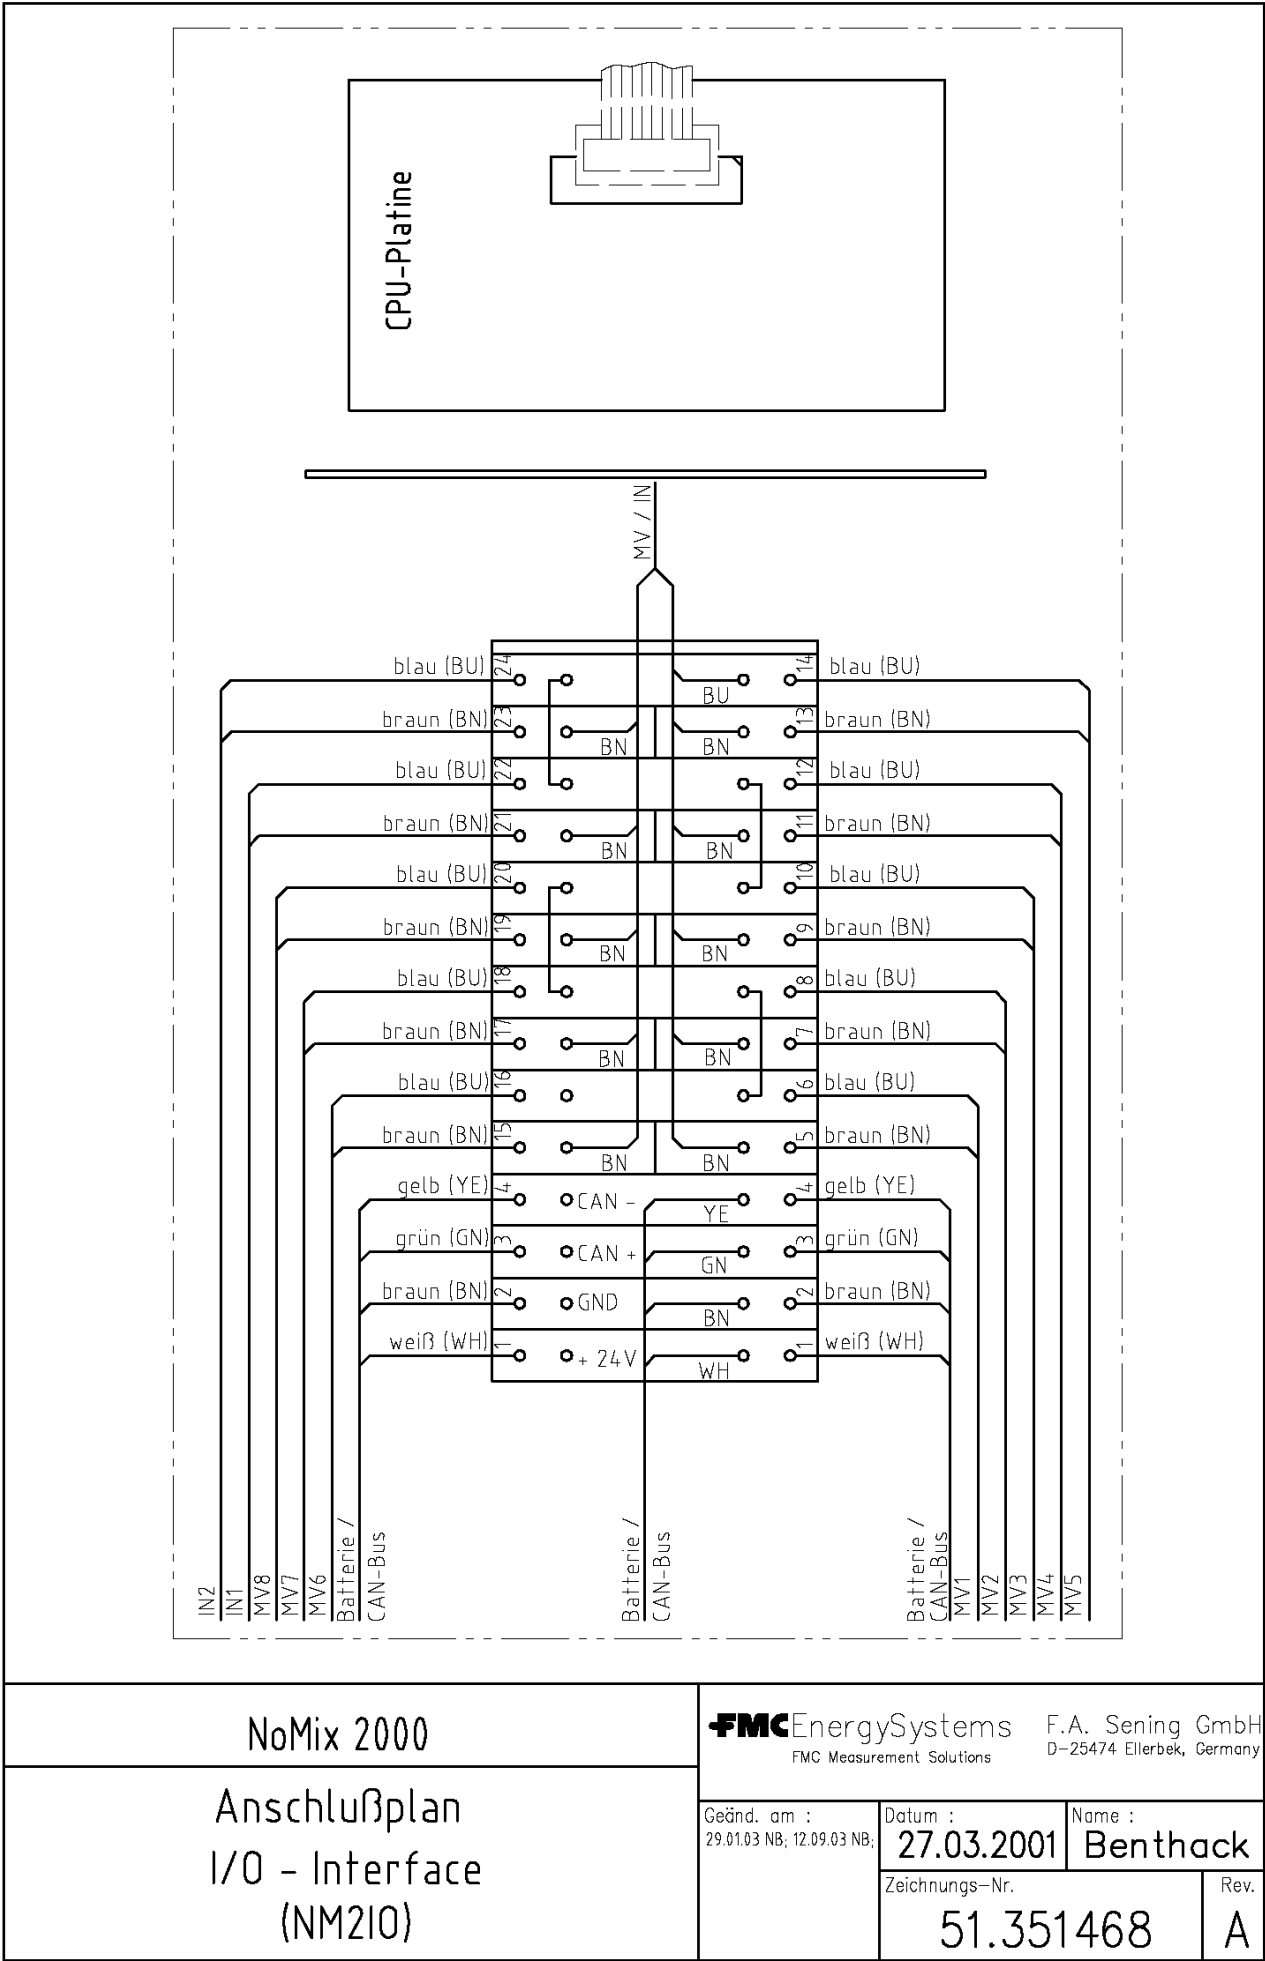 CPU-Platine
MV / IN
blau (BU) 24 BU 14 blau (BU)
braun (BN) 23 BN BN 13 braun (BN)
blau (BU) 22 12 blau (BU)
braun (BN) 21 BN BN 11 braun (BN)
blau (BU) 20 10 blau (BU)
braun (BN) 19 BN BN 9 braun (BN)
blau (BU) 18 8 blau (BU)
braun (BN) 17 BN BN 7 braun (BN)
blau (BU) 16 6 blau (BU)
braun (BN) 15 BN BN 5 braun (BN)
gelb (YE) 4 CAN - YE 4 gelb (YE)
grün (GN) 3 CAN + GN 3 grün (GN)
braun (BN) 2 GND BN 2 braun (BN)
weiß (WH) 1 + 24V WH 1 weiß (WH)
IN2
IN1
MV8
MV7
MV6
Batterie /
CAN-Bus
Batterie /
CAN-Bus
Batterie /
CAN-Bus
MV1
MV2
MV3
MV4
MV5
NoMix 2000
Anschlußplan
I/O - Interface
(NM2IO)
FMC EnergySystems
FMC Measurement Solutions
F.A. Sening GmbH
D-25474 Ellerbek, Germany
Geänd. am :
29.01.03 NB; 12.09.03 NB;
Datum :
27.03.2001
Name :
Benthack
Zeichnungs-Nr.
51.351468
Rev.
A